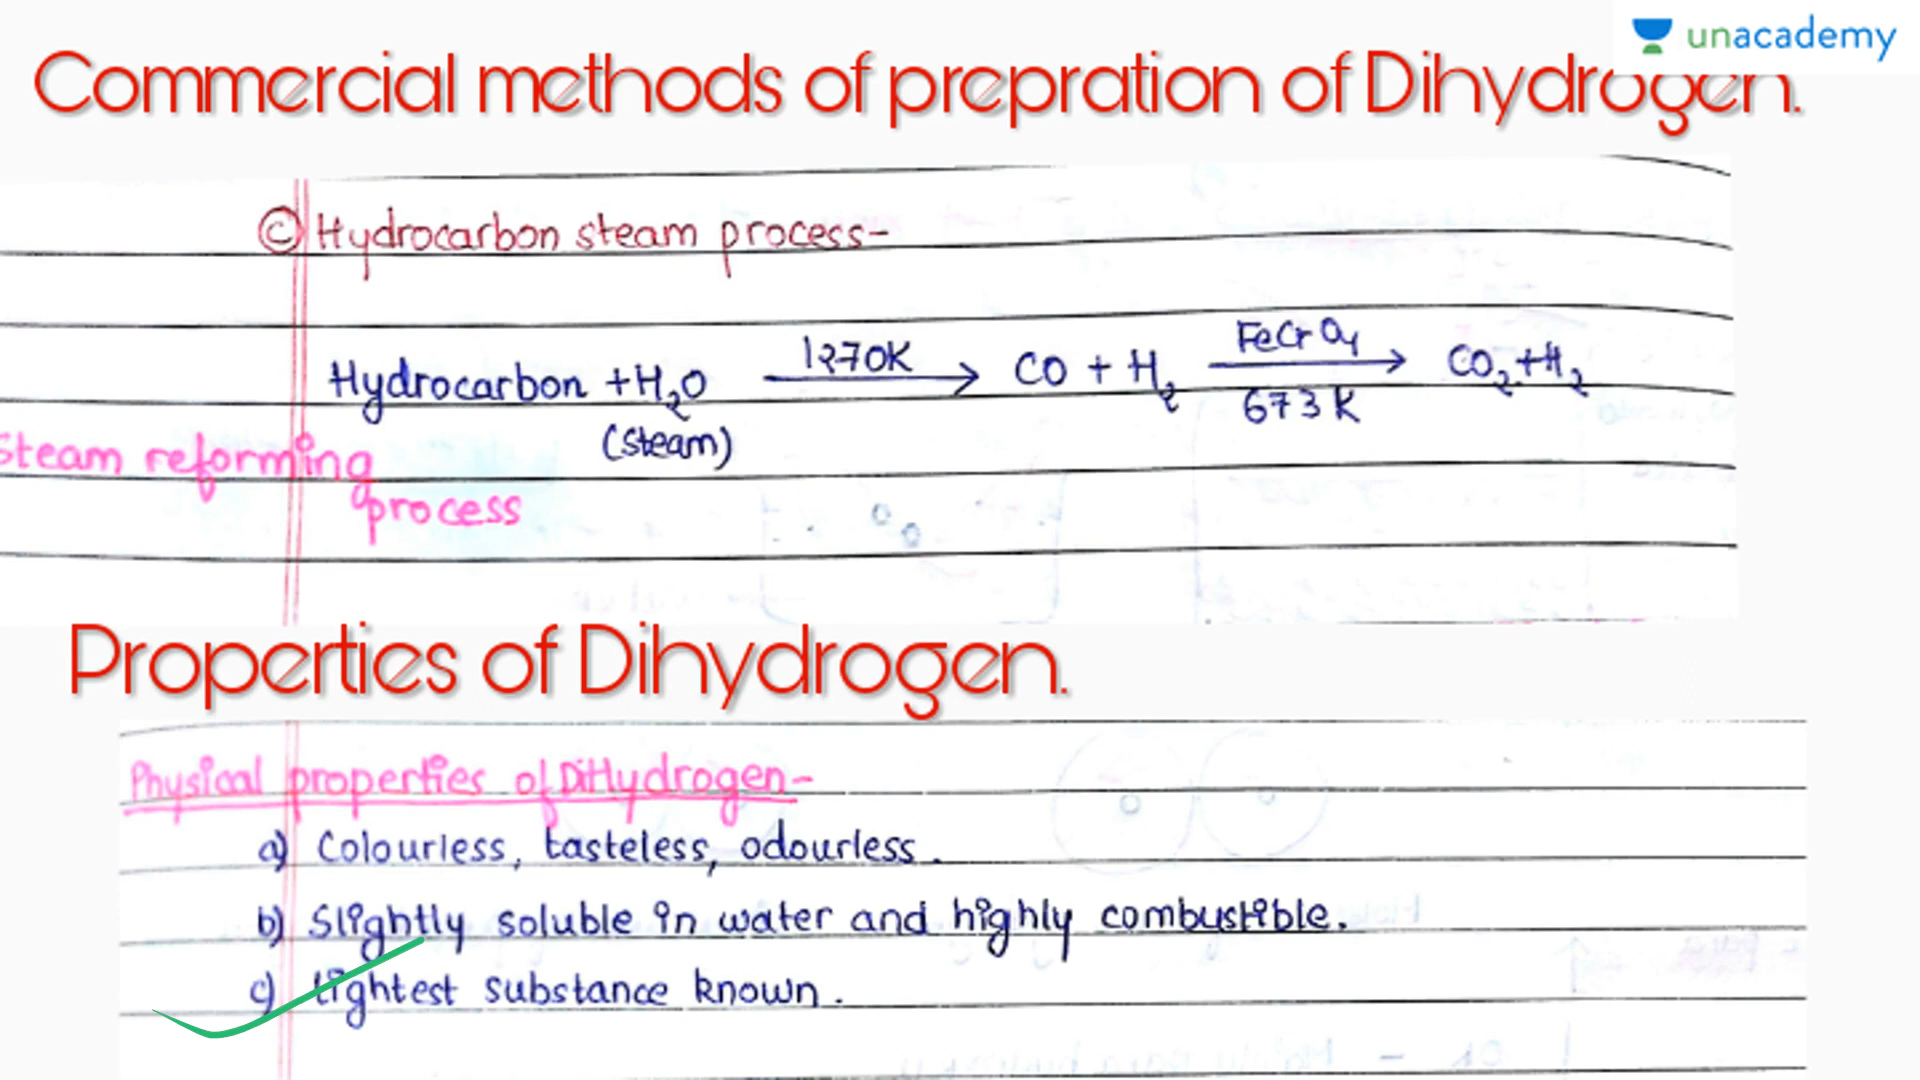 unacademy
Commercial methods of prepration of Dihydrogen.
Ⓒ Hydrocarbon steam process-
Hydrocarbon + H₂O (steam) —1270K→ CO + H₂ —FeCrO₄ 673K→ CO₂ + H₂
Steam reforming
process
Properties of Dihydrogen.
Physical properties of DiHydrogen-
a) Colourless, tasteless, odourless.
b) Slightly soluble in water and highly combustible.
c) lightest substance known.